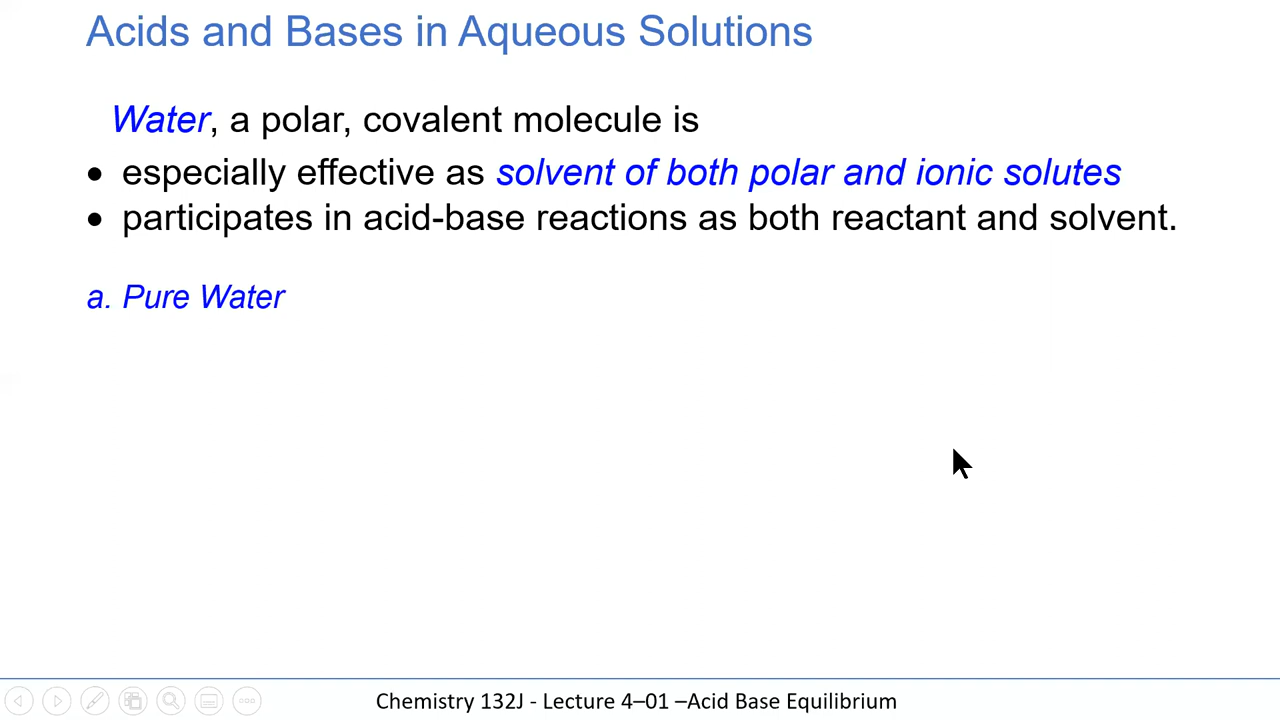 Acids and Bases in Aqueous Solutions
Water, a polar, covalent molecule is
• especially effective as solvent of both polar and ionic solutes
• participates in acid-base reactions as both reactant and solvent.
a. Pure Water
Chemistry 132J - Lecture 4–01 –Acid Base Equilibrium